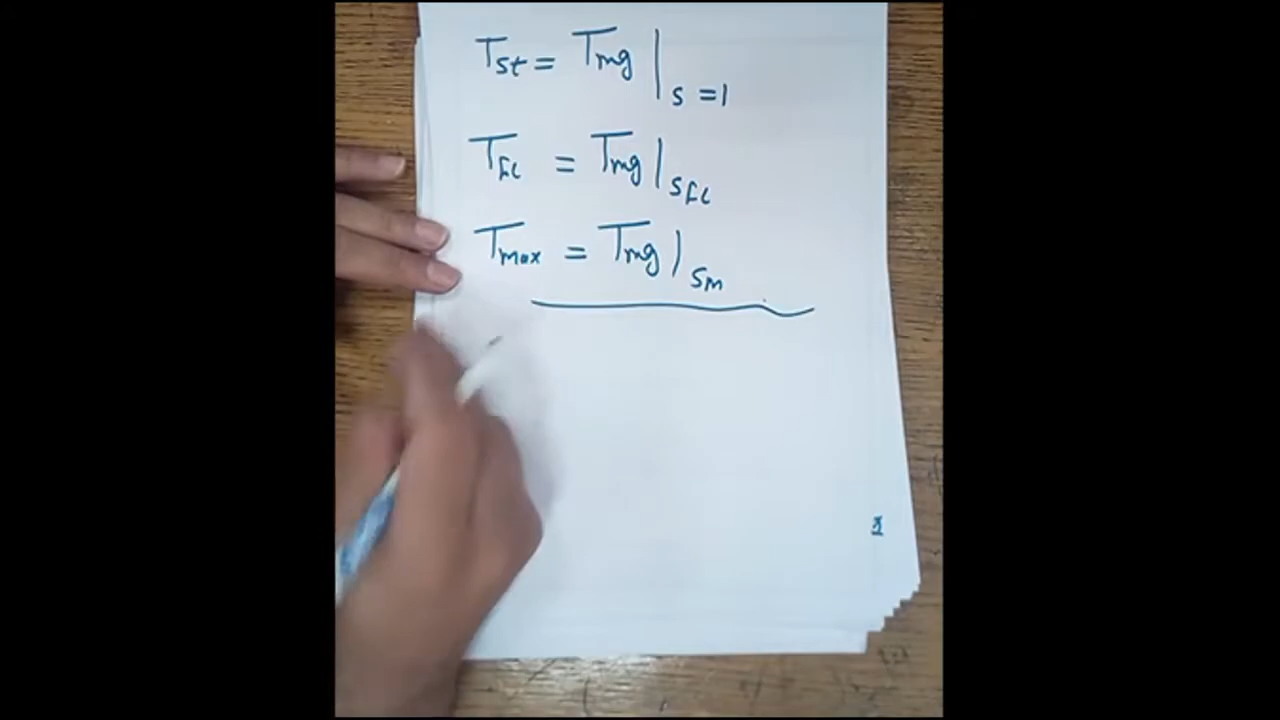 Tst = Tmg | s = 1
TfL = Tmg | sfL
Tmax = Tmg | sm